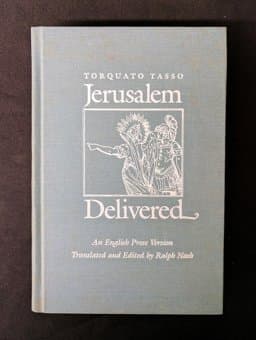 TORQUATO TASSO
Jerusalem
Delivered
An English Prose Version
Translated and Edited by Ralph Nash